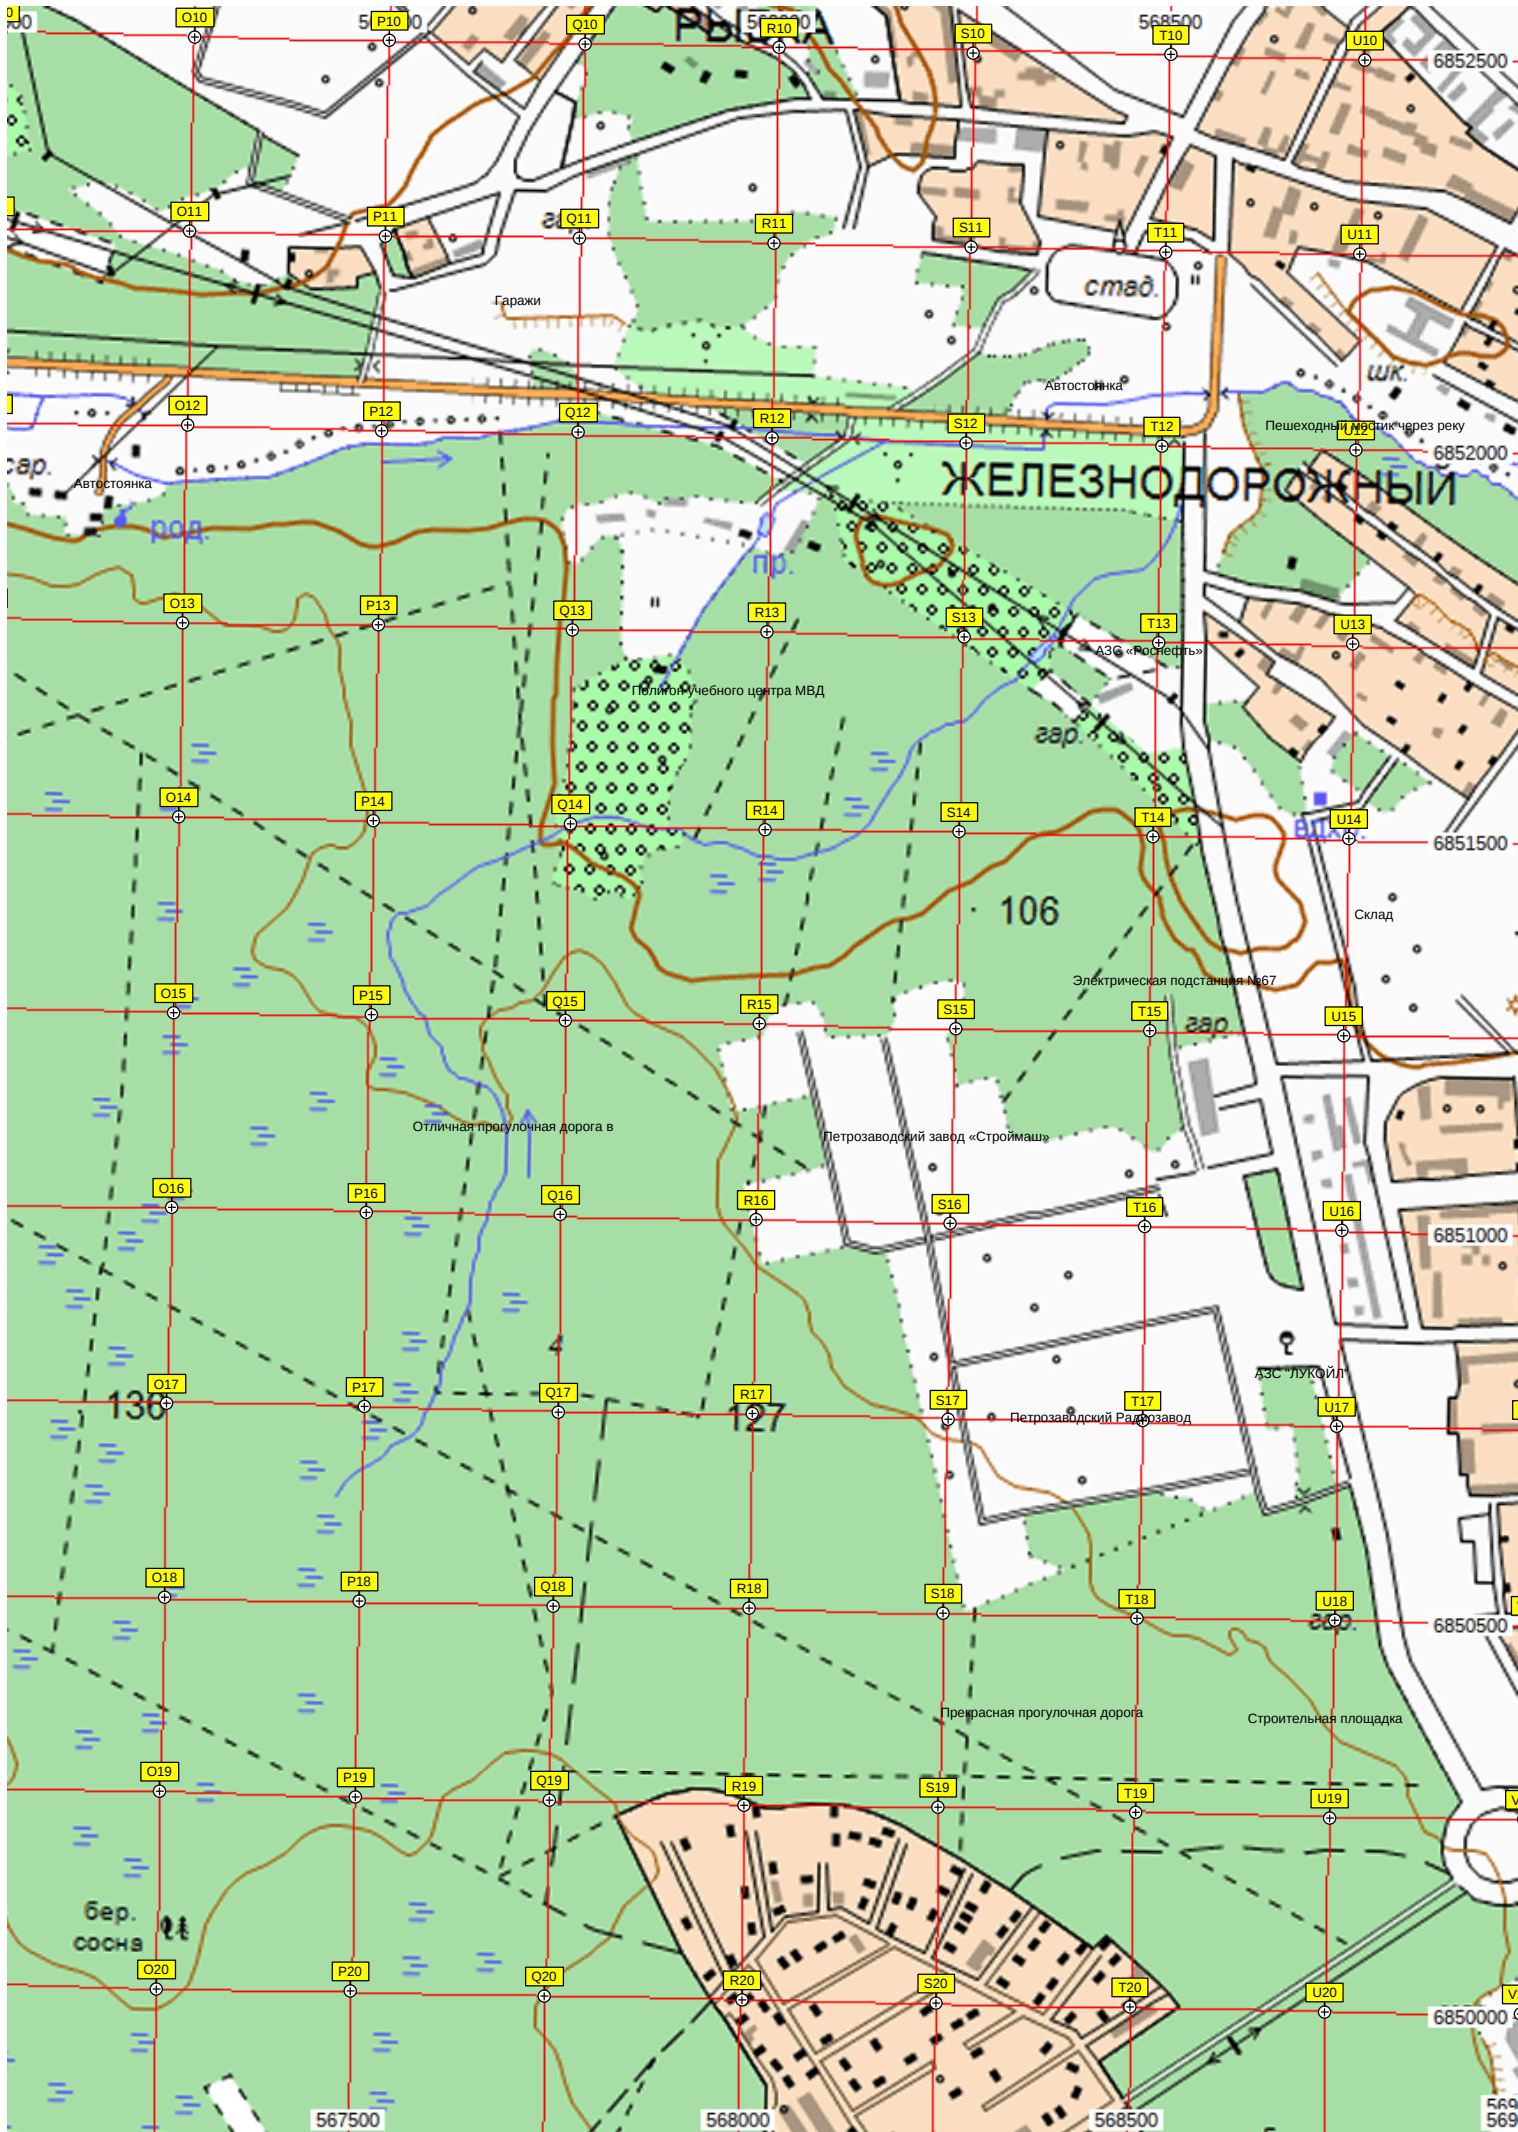 O10
P10
Q10
R10
568500
S10
T10
U10
6852500
O11
P11
Q11
R11
S11
T11
U11
стад.
Гаражи
шк.
Автостоянка
O12
P12
Q12
R12
S12
T12
U12
Пешеходный мостик через реку
6852000
Автостоянка
ЖЕЛЕЗНОДОРОЖНЫЙ
род.
пр.
O13
P13
Q13
R13
S13
T13
U13
АЗС «Роснефть»
Полигон учебного центра МВД
гар.
O14
P14
Q14
R14
S14
T14
U14
6851500
106
Склад
Электрическая подстанция №67
O15
P15
Q15
R15
S15
T15
U15
гар.
Отличная прогулочная дорога в
Петрозаводский завод «Строймаш»
O16
P16
Q16
R16
S16
T16
U16
6851000
4
АЗС "ЛУКОЙЛ"
O17
P17
Q17
R17
S17
T17
U17
130
127
Петрозаводский Радиозавод
O18
P18
Q18
R18
S18
T18
U18
гар.
6850500
Прекрасная прогулочная дорога
Строительная площадка
O19
P19
Q19
R19
S19
T19
U19
бер.
сосна
O20
P20
Q20
R20
S20
T20
U20
6850000
567500
568000
568500